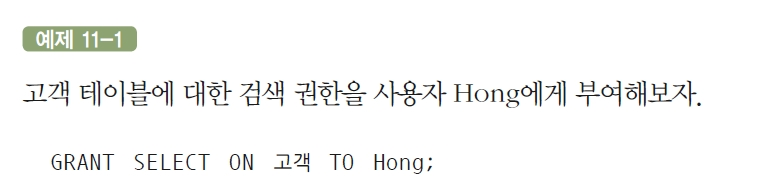 예제 11-1
고객 테이블에 대한 검색 권한을 사용자 Hong에게 부여해보자.
GRANT SELECT ON 고객 TO Hong;